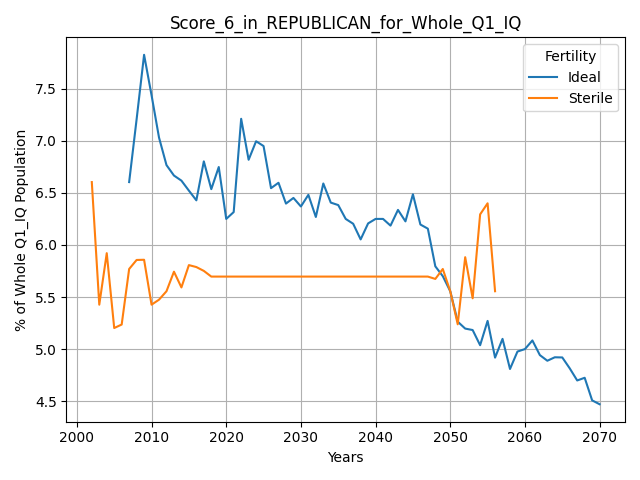 Score_6_in_REPUBLICAN_for_Whole_Q1_IQ
% of Whole Q1_IQ Population
7.5
7.0
6.5
6.0
5.5
5.0
4.5
Fertility
Ideal
Sterile
2000 2010 2020 2030 2040 2050 2060 2070
Years